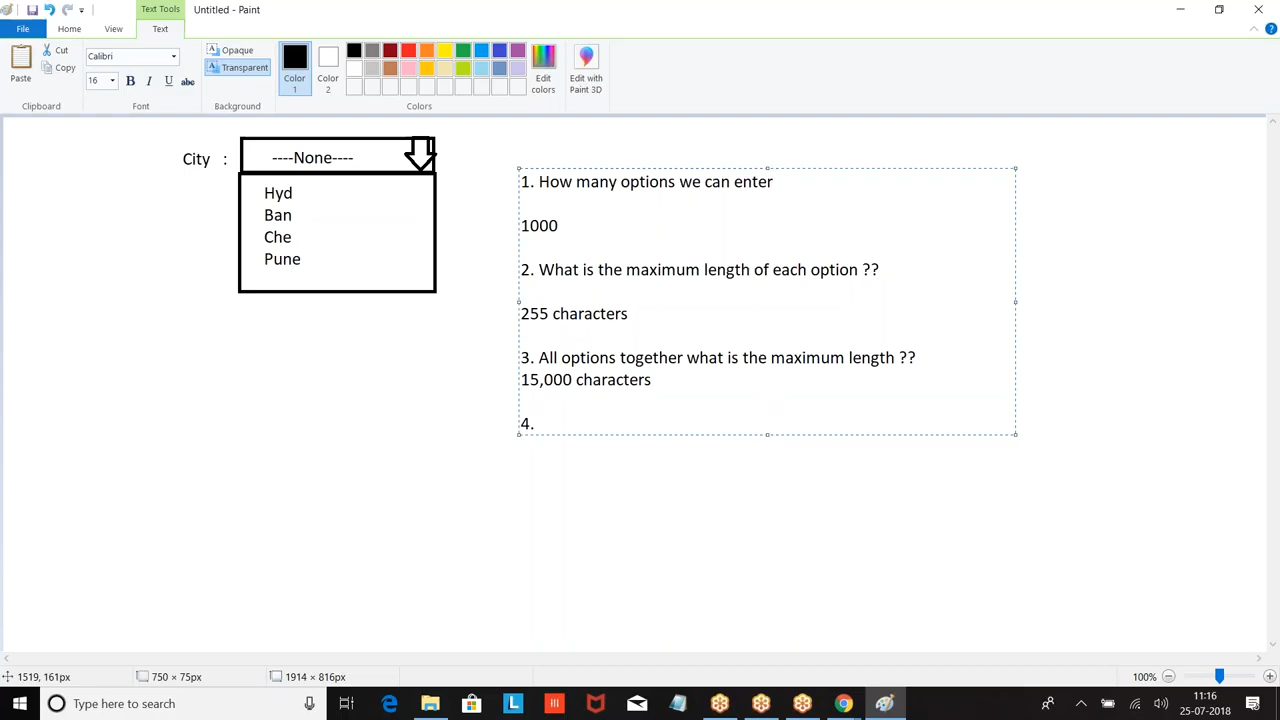 Text Tools
Untitled - Paint
File
Home
View
Text
Paste
Cut
Copy
Clipboard
Calibri
16
B I U abc
Font
Opaque
Transparent
Background
Color 1
Color 2
Colors
Edit colors
Edit with Paint 3D
City :
----None----
Hyd
Ban
Che
Pune
1. How many options we can enter
1000
2. What is the maximum length of each option ??
255 characters
3. All options together what is the maximum length ??
15,000 characters
4.
1519, 161px
750 × 75px
1914 × 816px
100%
Type here to search
11:16
25-07-2018